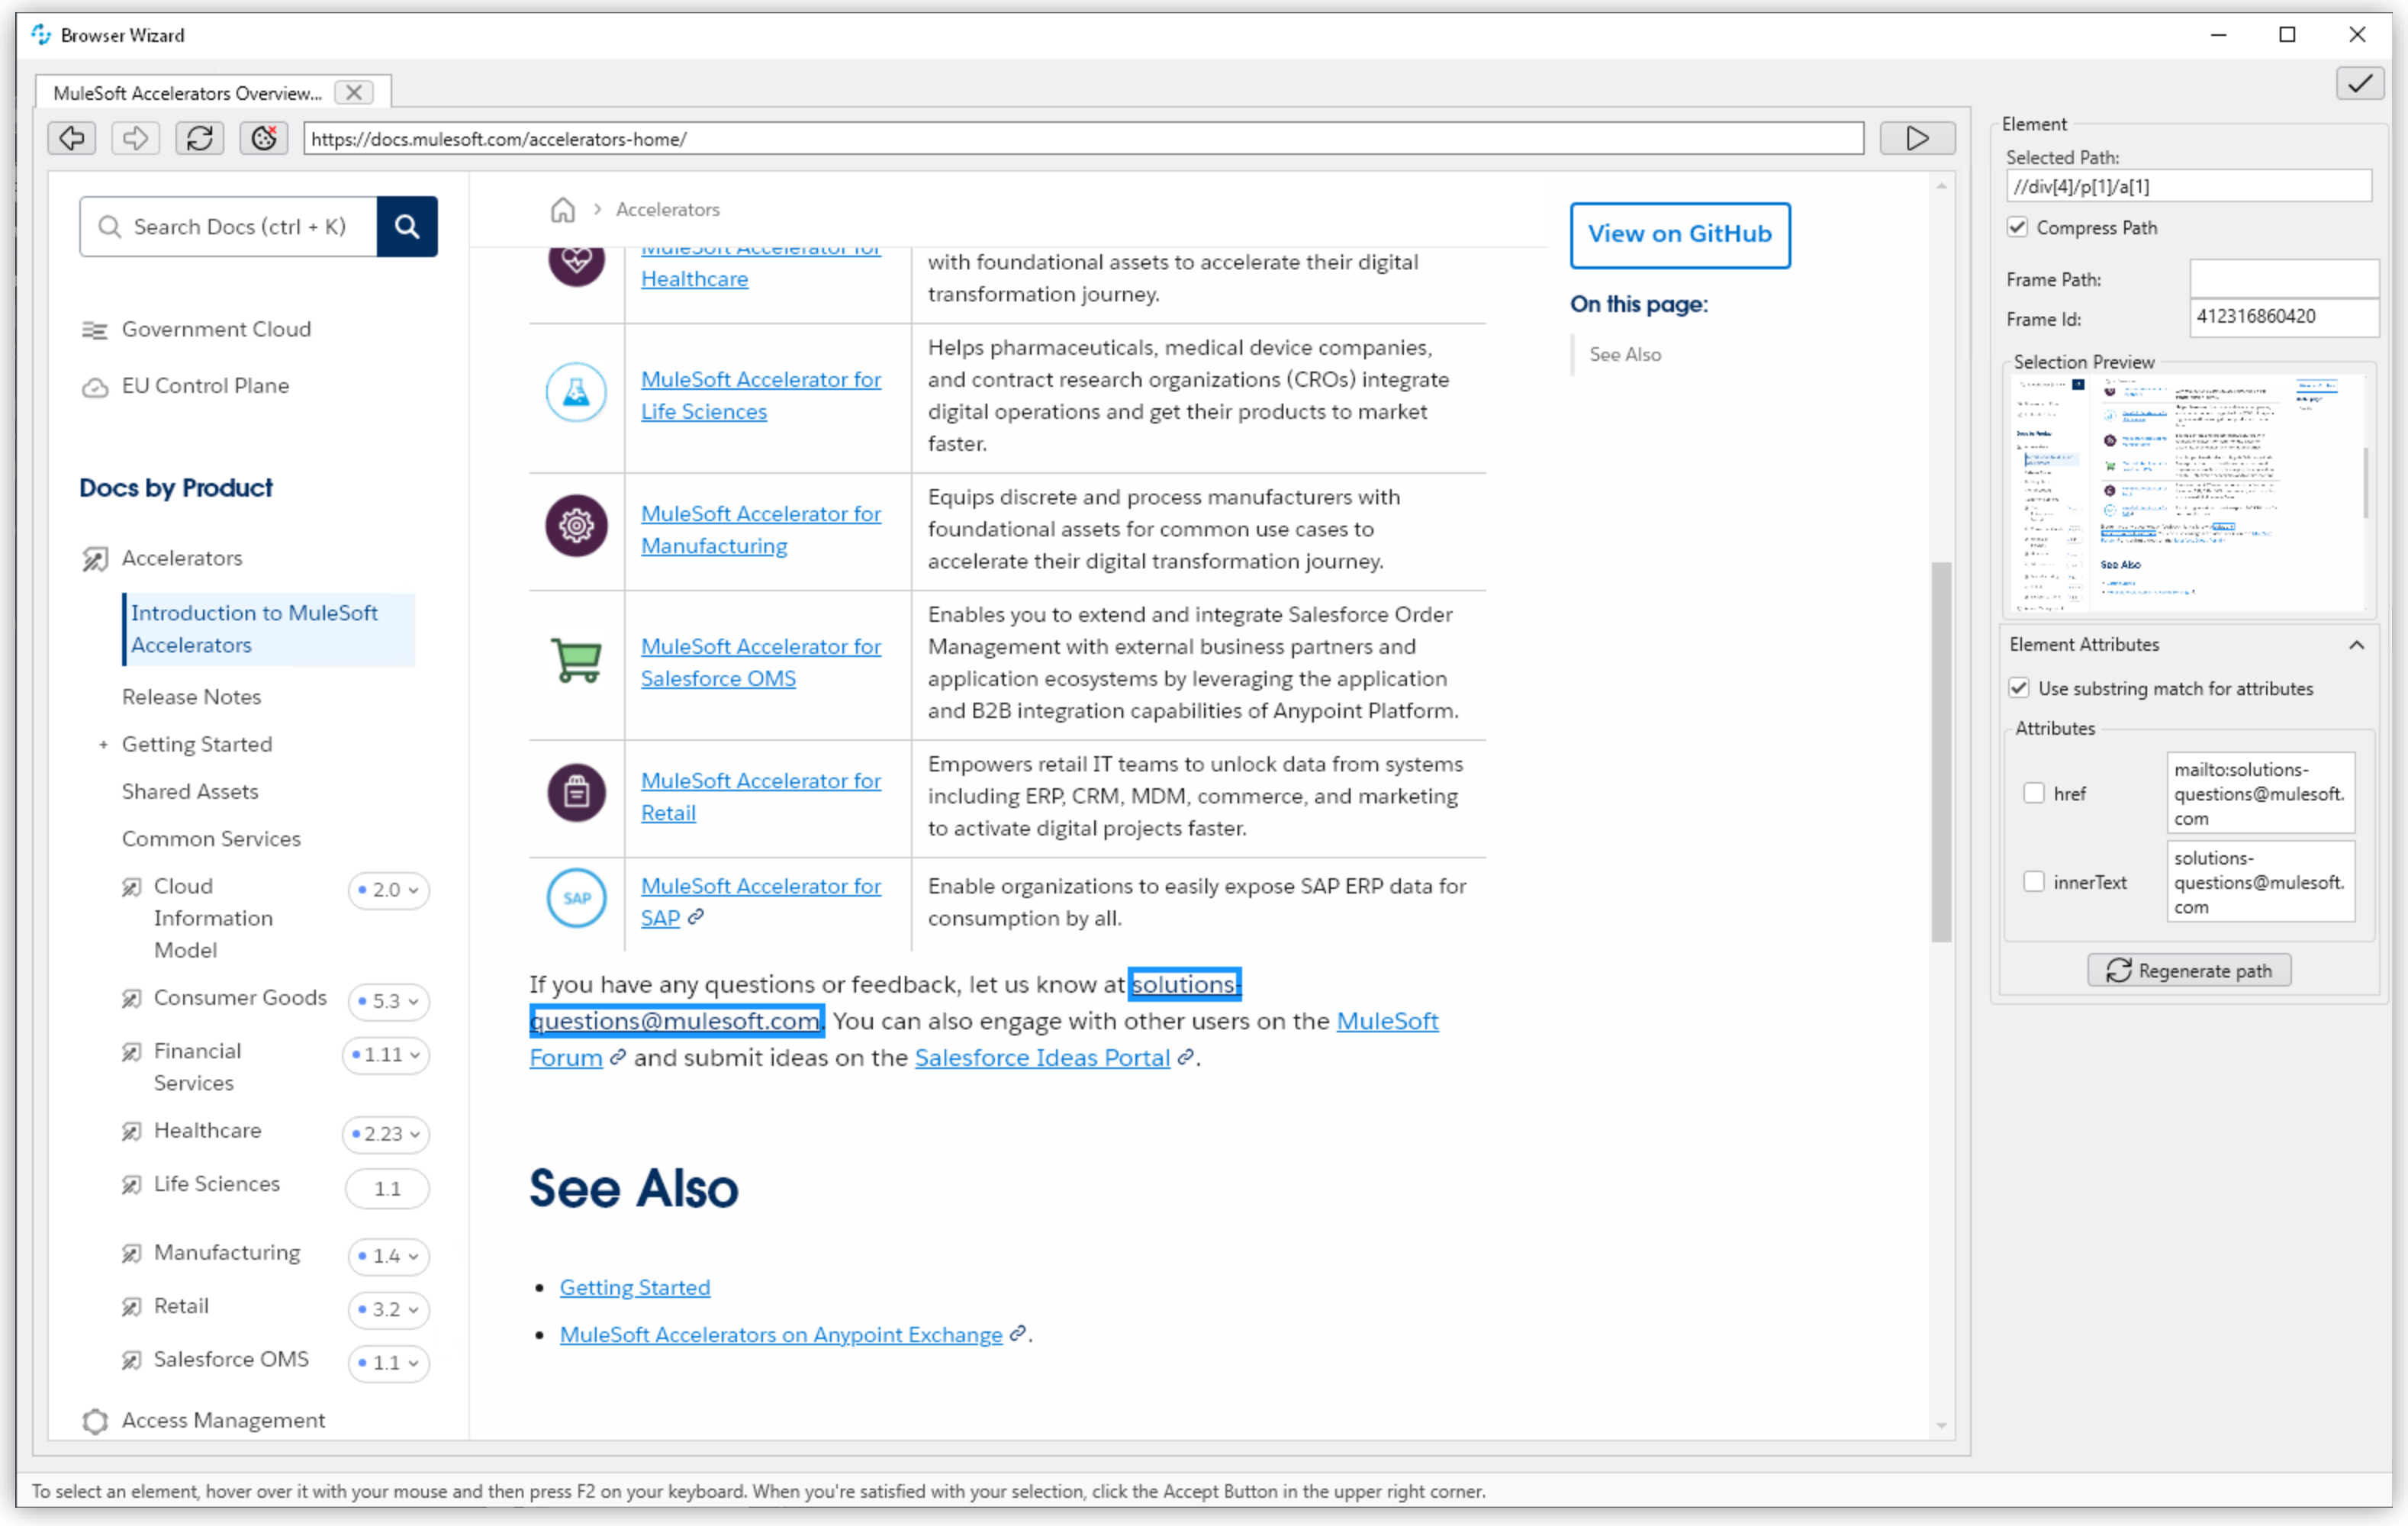 Browser Wizard
MuleSoft Accelerators Overview...
https://docs.mulesoft.com/accelerators-home/
Search Docs (ctrl + K)
Government Cloud
EU Control Plane
Docs by Product
Accelerators
Introduction to MuleSoft
Accelerators
Release Notes
+ Getting Started
Shared Assets
Common Services
Cloud
Information
Model
2.0
Consumer Goods
5.3
Financial
Services
1.11
Healthcare
2.23
Life Sciences
1.1
Manufacturing
1.4
Retail
3.2
Salesforce OMS
1.1
Access Management
> Accelerators
MuleSoft Accelerator for
Healthcare
with foundational assets to accelerate their digital
transformation journey.
MuleSoft Accelerator for
Life Sciences
Helps pharmaceuticals, medical device companies,
and contract research organizations (CROs) integrate
digital operations and get their products to market
faster.
MuleSoft Accelerator for
Manufacturing
Equips discrete and process manufacturers with
foundational assets for common use cases to
accelerate their digital transformation journey.
MuleSoft Accelerator for
Salesforce OMS
Enables you to extend and integrate Salesforce Order
Management with external business partners and
application ecosystems by leveraging the application
and B2B integration capabilities of Anypoint Platform.
MuleSoft Accelerator for
Retail
Empowers retail IT teams to unlock data from systems
including ERP, CRM, MDM, commerce, and marketing
to activate digital projects faster.
SAP
MuleSoft Accelerator for
SAP
Enable organizations to easily expose SAP ERP data for
consumption by all.
If you have any questions or feedback, let us know at solutions-
questions@mulesoft.com. You can also engage with other users on the MuleSoft
Forum and submit ideas on the Salesforce Ideas Portal .
See Also
• Getting Started
• MuleSoft Accelerators on Anypoint Exchange .
View on GitHub
On this page:
See Also
Element
Selected Path:
//div[4]/p[1]/a[1]
Compress Path
Frame Path:
Frame Id:
412316860420
Selection Preview
See Also
Element Attributes
Use substring match for attributes
Attributes
href
mailto:solutions-
questions@mulesoft.
com
innerText
solutions-
questions@mulesoft.
com
Regenerate path
To select an element, hover over it with your mouse and then press F2 on your keyboard. When you're satisfied with your selection, click the Accept Button in the upper right corner.